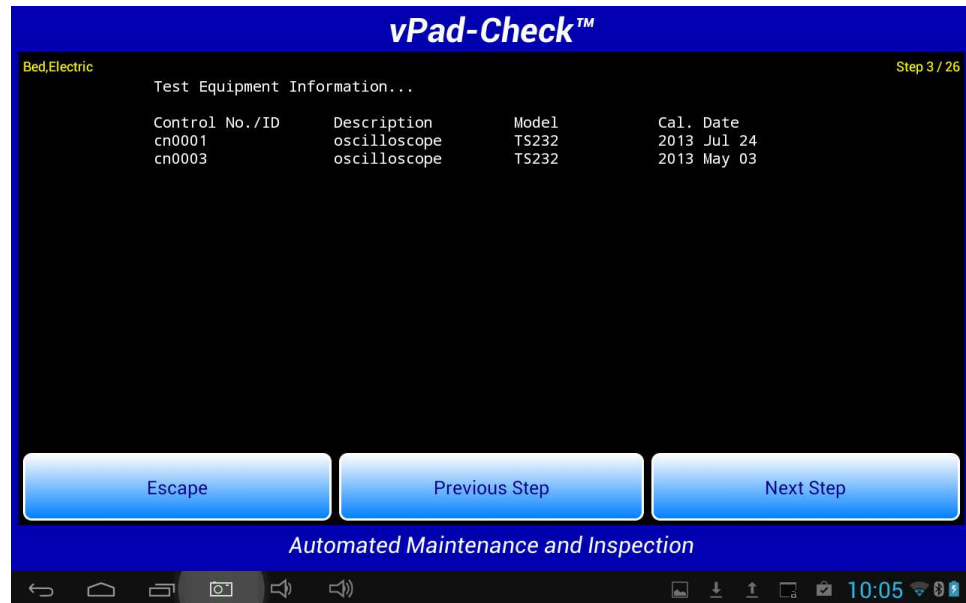 vPad-Check™
Bed,Electric
Step 3 / 26
Test Equipment Information...
Control No./ID Description Model Cal. Date
cn0001 oscilloscope TS232 2013 Jul 24
cn0003 oscilloscope TS232 2013 May 03
Escape Previous Step Next Step
Automated Maintenance and Inspection
10:05